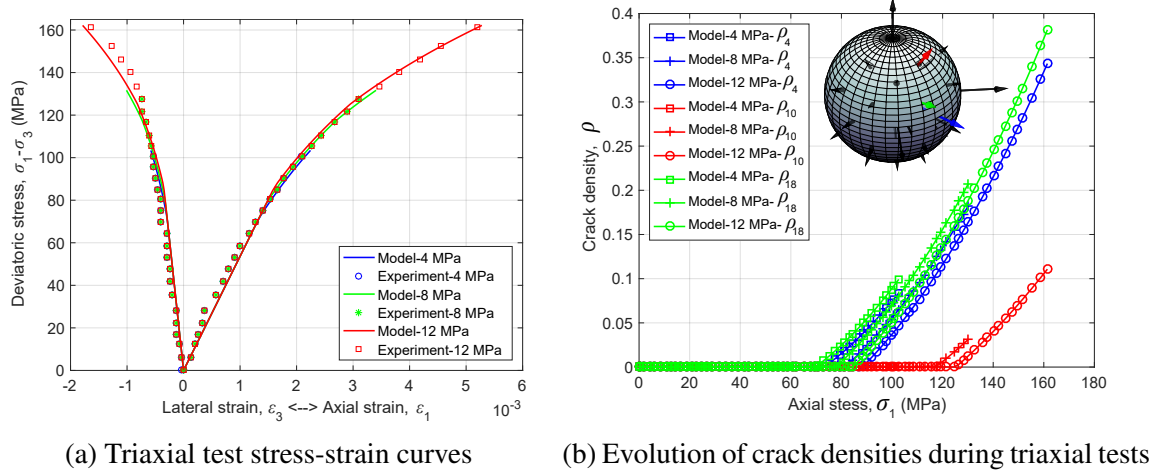 160
140
120
100
80
60
40
20
0
Deviatoric stress, σ1-σ3 (MPa)
Model-4 MPa
Experiment-4 MPa
Model-8 MPa
Experiment-8 MPa
Model-12 MPa
Experiment-12 MPa
-2 -1 0 1 2 3 4 5 6
Lateral strain, ε3 <--> Axial strain, ε1
10-3
(a) Triaxial test stress-strain curves
0.4
0.35
0.3
0.25
0.2
0.15
0.1
0.05
0
Crack density, ρ
Model-4 MPa-ρ4
Model-8 MPa-ρ4
Model-12 MPa-ρ4
Model-4 MPa-ρ10
Model-8 MPa-ρ10
Model-12 MPa-ρ10
Model-4 MPa-ρ18
Model-8 MPa-ρ18
Model-12 MPa-ρ18
0 20 40 60 80 100 120 140 160 180
Axial stess, σ1 (MPa)
(b) Evolution of crack densities during triaxial tests